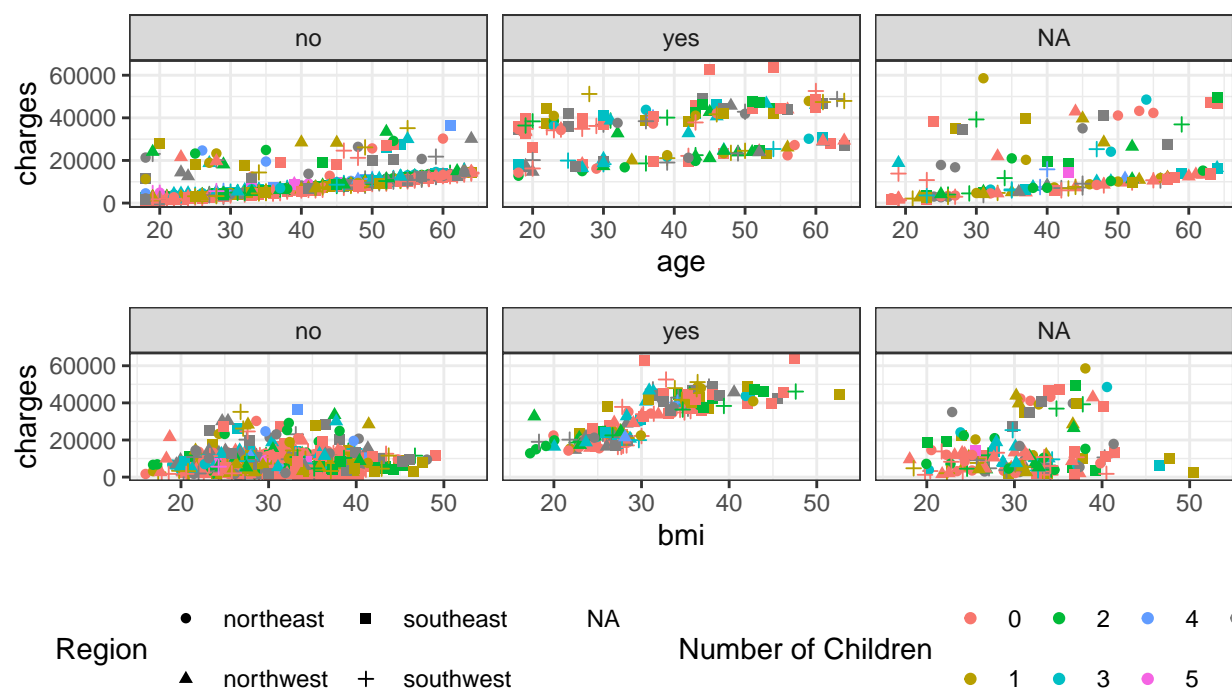 no yes NA
60000
40000
20000
0
charges
20 30 40 50 60 20 30 40 50 60 20 30 40 50 60
age
no yes NA
60000
40000
20000
0
charges
20 30 40 50 20 30 40 50 20 30 40 50
bmi
Region
northeast southeast NA
northwest southwest
Number of Children
0 2 4
1 3 5